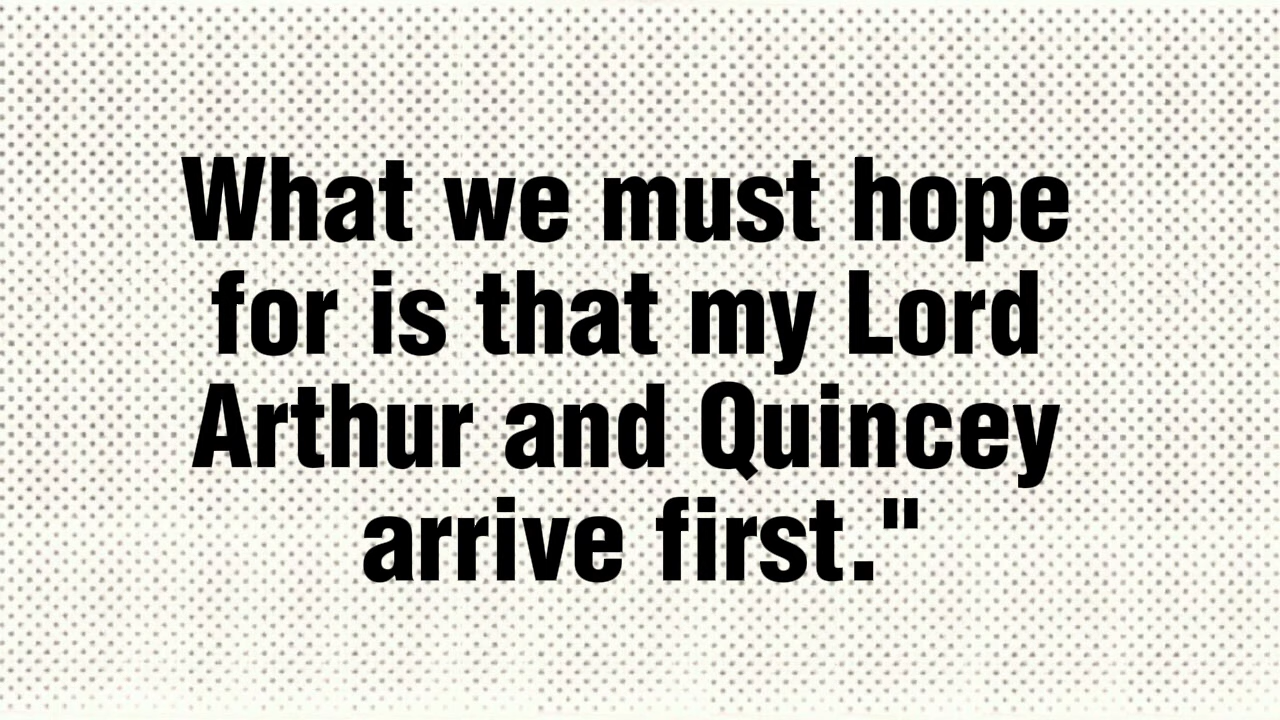 What we must hope
for is that my Lord
Arthur and Quincey
arrive first."